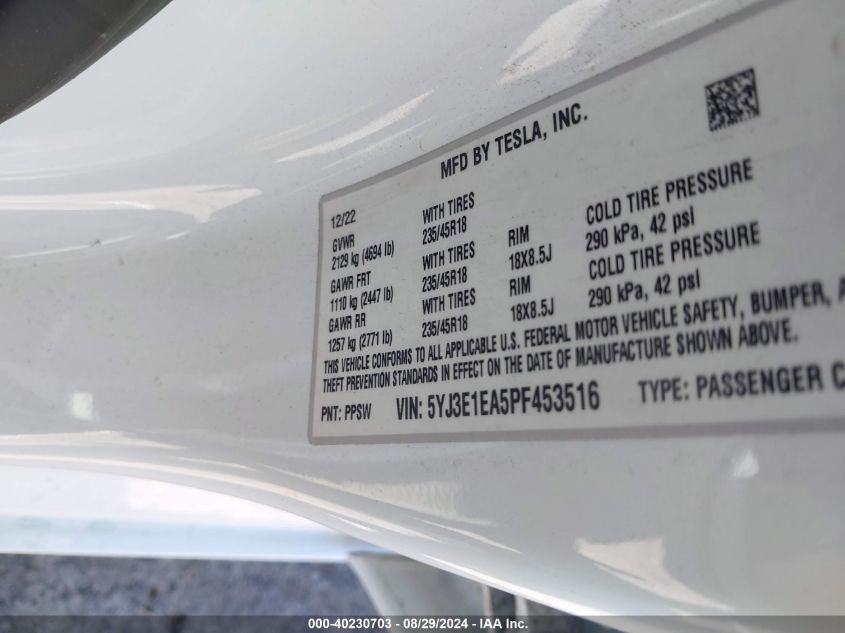 MFD BY TESLA, INC.
12/22
GVWR
2129 kg (4694 lb)
WITH TIRES
235/45R18
RIM
18X8.5J
COLD TIRE PRESSURE
290 kPa, 42 psi
GAWR FRT
1110 kg (2447 lb)
WITH TIRES
235/45R18
RIM
18X8.5J
COLD TIRE PRESSURE
290 kPa, 42 psi
GAWR RR
1257 kg (2771 lb)
WITH TIRES
235/45R18
THIS VEHICLE CONFORMS TO ALL APPLICABLE U.S. FEDERAL MOTOR VEHICLE SAFETY, BUMPER, A
THEFT PREVENTION STANDARDS IN EFFECT ON THE DATE OF MANUFACTURE SHOWN ABOVE.
PNT: PPSW VIN: 5YJ3E1EA5PF453516 TYPE: PASSENGER C
000-40230703 - 08/29/2024 - IAA Inc.